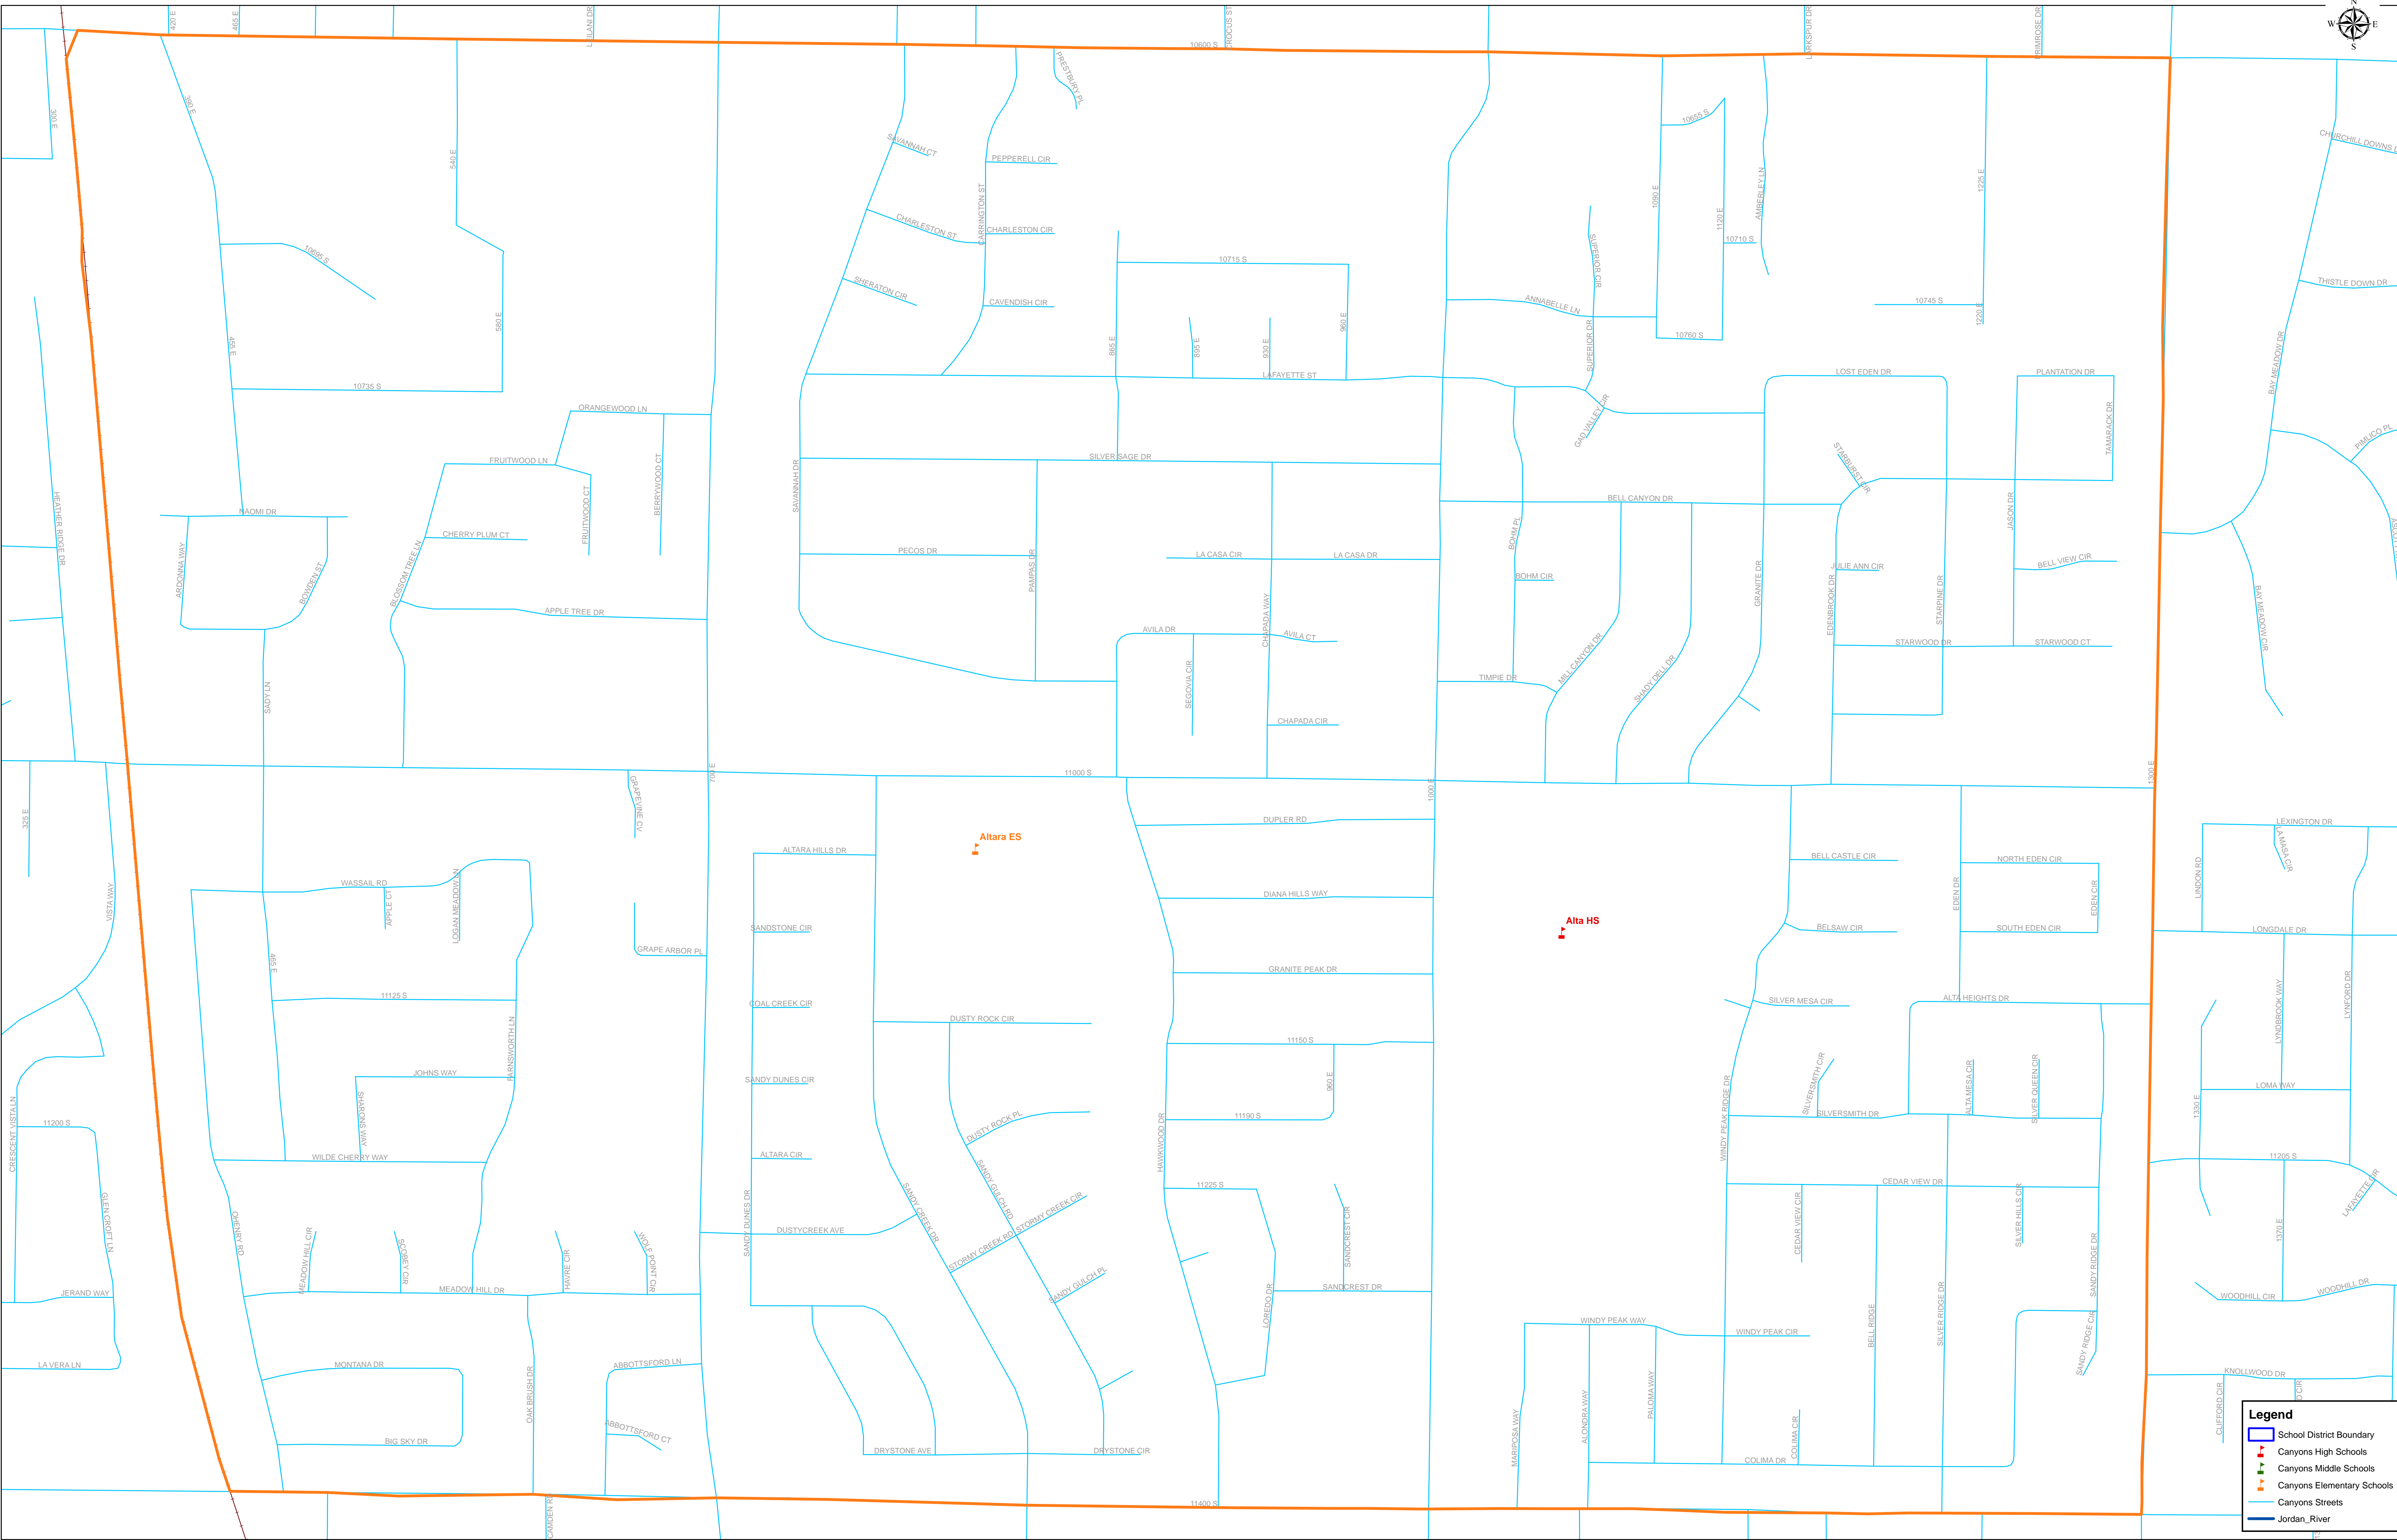 N
W
E
S
420 E
465 E
LEILANI DR
CROCUS ST
LARKSPUR DR
PRIMROSE DR
10600 S
300 E
390 E
540 E
PRESTBURY PL
SAVANNAH CT
PEPPERELL CIR
CARRINGTON ST
10655 S
1090 E
1120 E
AMBERLEY LN
1225 E
CHURCHILL DOWNS
CHARLESTON ST
CHARLESTON CIR
10695 S
10715 S
SUPERIOR CIR
10710 S
SHERATON CIR
CAVENDISH CIR
ANNABELLE LN
10745 S
1220 E
THISTLE DOWN DR
580 E
455 E
865 E
895 E
930 E
960 E
SUPERIOR DR
10760 S
BAY MEADOW DR
10735 S
LAFAYETTE ST
LOST EDEN DR
PLANTATION DR
ORANGEWOOD LN
GAD VALLEY CIR
TAMARACK DR
PIMLICO PL
FRUITWOOD LN
FRUITWOOD CT
BERRYWOOD CT
SAVANNAH DR
SILVER SAGE DR
STARBURST CIR
HEATHER RIDGE DR
NAOMI DR
BELL CANYON DR
JASON DR
CHERRY PLUM CT
PECOS DR
PAMPAS DR
LA CASA CIR
LA CASA DR
BOHM PL
BOHM CIR
ARDONNA WAY
BOWDEN ST
BLOSSOM TREE LN
APPLE TREE DR
GRANITE DR
JULIE ANN CIR
EDENBROOK DR
STARPINE DR
BELL VIEW CIR
BAY MEADOW CIR
AVILA DR
AVILA CT
CHAPADA WAY
SEGOVIA CIR
MILL CANYON DR
SHADY DELL DR
STARWOOD DR
STARWOOD CT
SADY LN
TIMPIE DR
CHAPADA CIR
11000 S
700 E
1000 E
1300 E
325 E
GRAPEVINE CV
Altara ES
DUPLER RD
LEXINGTON DR
LA MASA CIR
ALTARA HILLS DR
BELL CASTLE CIR
NORTH EDEN CIR
LINDON RD
VISTA WAY
WASSAIL RD
APPLE CT
LOGAN MEADOW LN
DIANA HILLS WAY
EDEN DR
EDEN CIR
Alta HS
SANDSTONE CIR
BELSAW CIR
SOUTH EDEN CIR
LONGDALE DR
GRAPE ARBOR PL
465 E
GRANITE PEAK DR
11125 S
COAL CREEK CIR
SILVER MESA CIR
ALTA HEIGHTS DR
LYNDBROOK WAY
LYNFORD DR
DUSTY ROCK CIR
FARNSWORTH LN
11150 S
JOHNS WAY
SANDY DUNES CIR
960 E
SILVERSMITH CIR
ALTA MESA CIR
SILVER QUEEN CIR
LOMA WAY
CRESCENT VISTA LN
11200 S
SHARONS WAY
DUSTY ROCK PL
11190 S
WINDY PEAK RIDGE DR
SILVERSMITH DR
1330 E
WILDE CHERRY WAY
ALTARA CIR
HAWKWOOD DR
11205 S
GLEN CROFT LN
SANDY GULCH RD
SANDY CREEK DR
11225 S
CEDAR VIEW DR
LAFAYETTE CIR
CHENRY RD
MEADOW HILL CIR
SCOBEY CIR
HAVRE CIR
WOLF POINT CIR
SANDY DUNES DR
DUSTYCREEK AVE
STORMY CREEK RD
STORMY CREEK CIR
SANDCREST CIR
CEDAR VIEW CIR
SILVER HILLS CIR
1370 E
JERAND WAY
MEADOW HILL DR
SANDY GULCH PL
LOREDO DR
SANDCREST DR
SANDY RIDGE DR
WOODHILL CIR
WOODHILL DR
WINDY PEAK WAY
WINDY PEAK CIR
BELL RIDGE
SILVER RIDGE DR
SANDY RIDGE CIR
LA VERA LN
MONTANA DR
OAK BRUSH DR
ABBOTTSFORD LN
PALOMA WAY
KNOLLWOOD DR
CLIFFORD CIR
D CIR
ABBOTTSFORD CT
BIG SKY DR
DRYSTONE AVE
DRYSTONE CIR
MARIPOSA WAY
ALONDRA WAY
COLIMA CIR
COLIMA DR
CAMDEN RD
11400 S
Legend
School District Boundary
Canyons High Schools
Canyons Middle Schools
Canyons Elementary Schools
Canyons Streets
Jordan_River